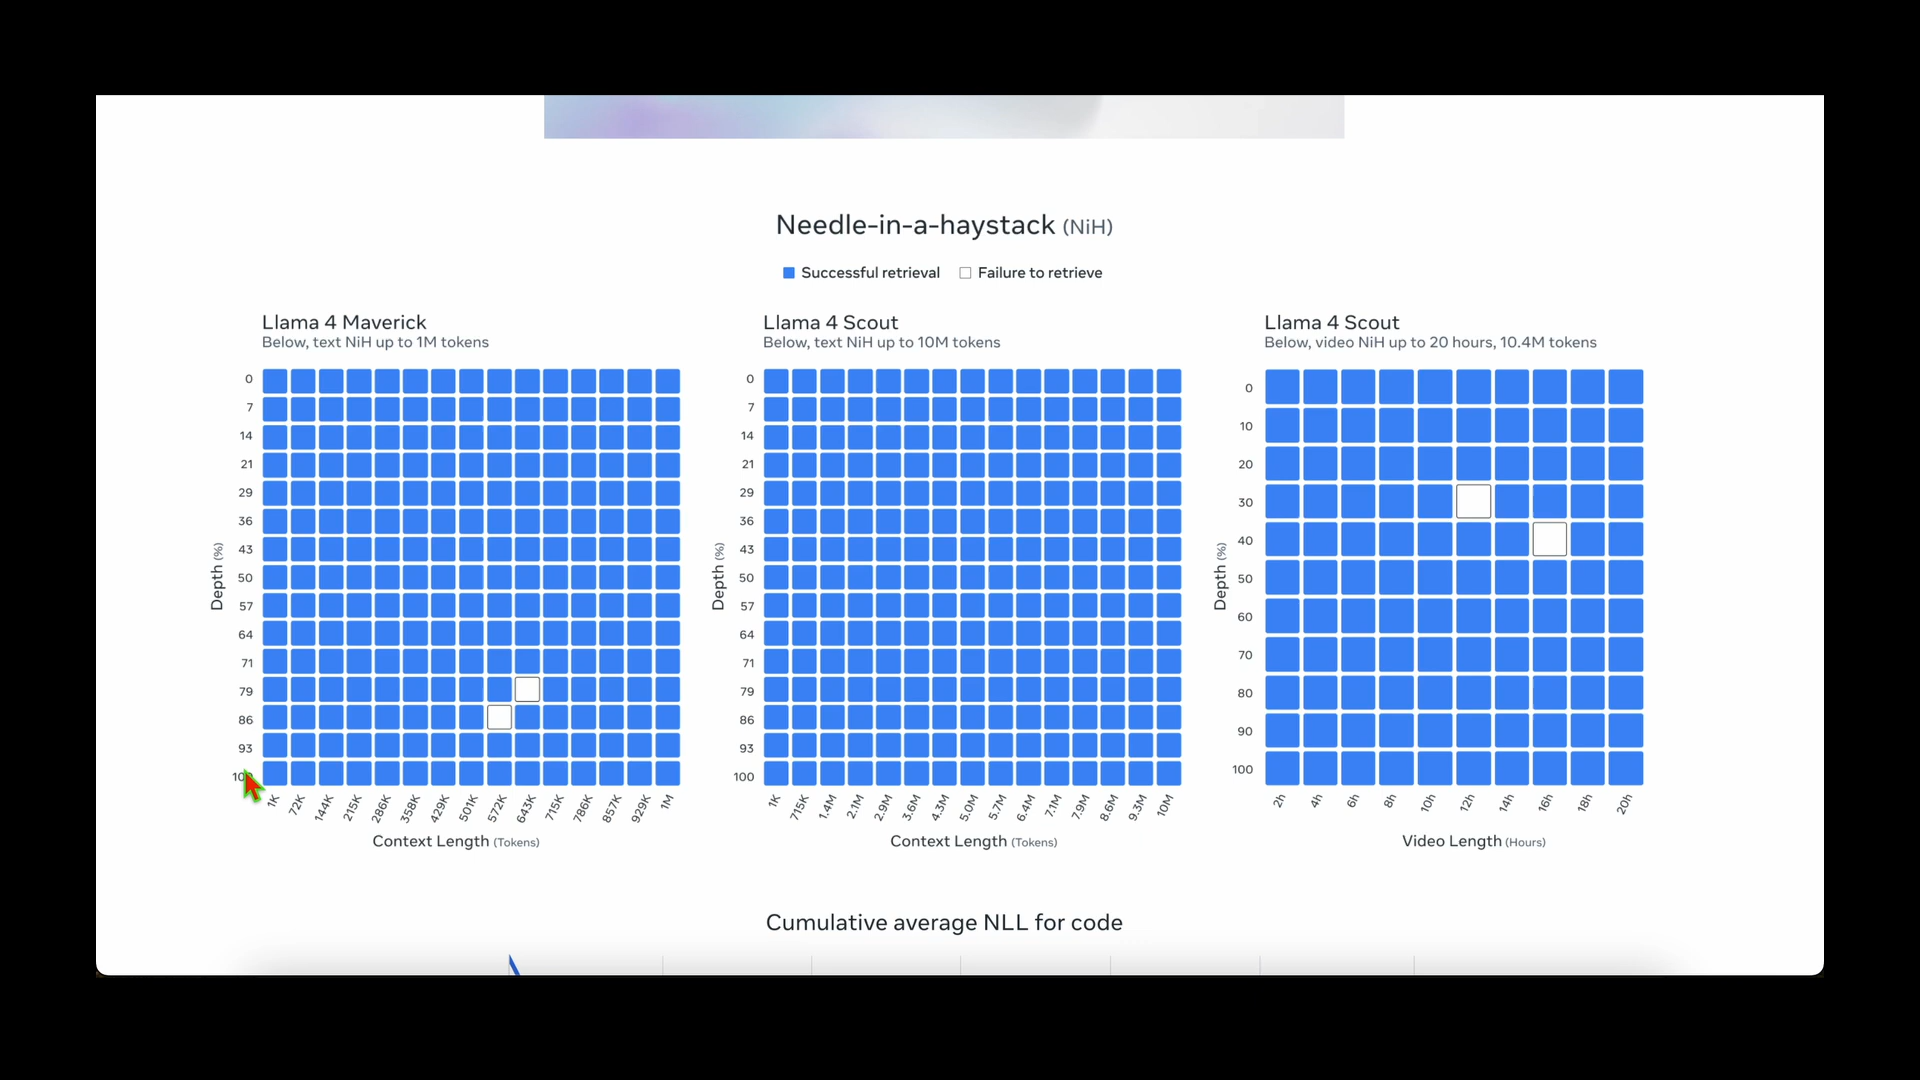 Needle-in-a-haystack (NiH)
Successful retrieval Failure to retrieve
Llama 4 Maverick
Below, text NiH up to 1M tokens
Depth (%)
0
7
14
21
29
36
43
50
57
64
71
79
86
93
1K 72K 144K 215K 286K 358K 429K 501K 572K 643K 715K 786K 857K 929K 1M
Context Length (Tokens)
Llama 4 Scout
Below, text NiH up to 10M tokens
Depth (%)
0
7
14
21
29
36
43
50
57
64
71
79
86
93
100
1K 715K 1.4M 2.1M 2.9M 3.6M 4.3M 5.0M 5.7M 6.4M 7.1M 7.9M 8.6M 9.3M 10M
Context Length (Tokens)
Llama 4 Scout
Below, video NiH up to 20 hours, 10.4M tokens
Depth (%)
0
10
20
30
40
50
60
70
80
90
100
2h 4h 6h 8h 10h 12h 14h 16h 18h 20h
Video Length (Hours)
Cumulative average NLL for code